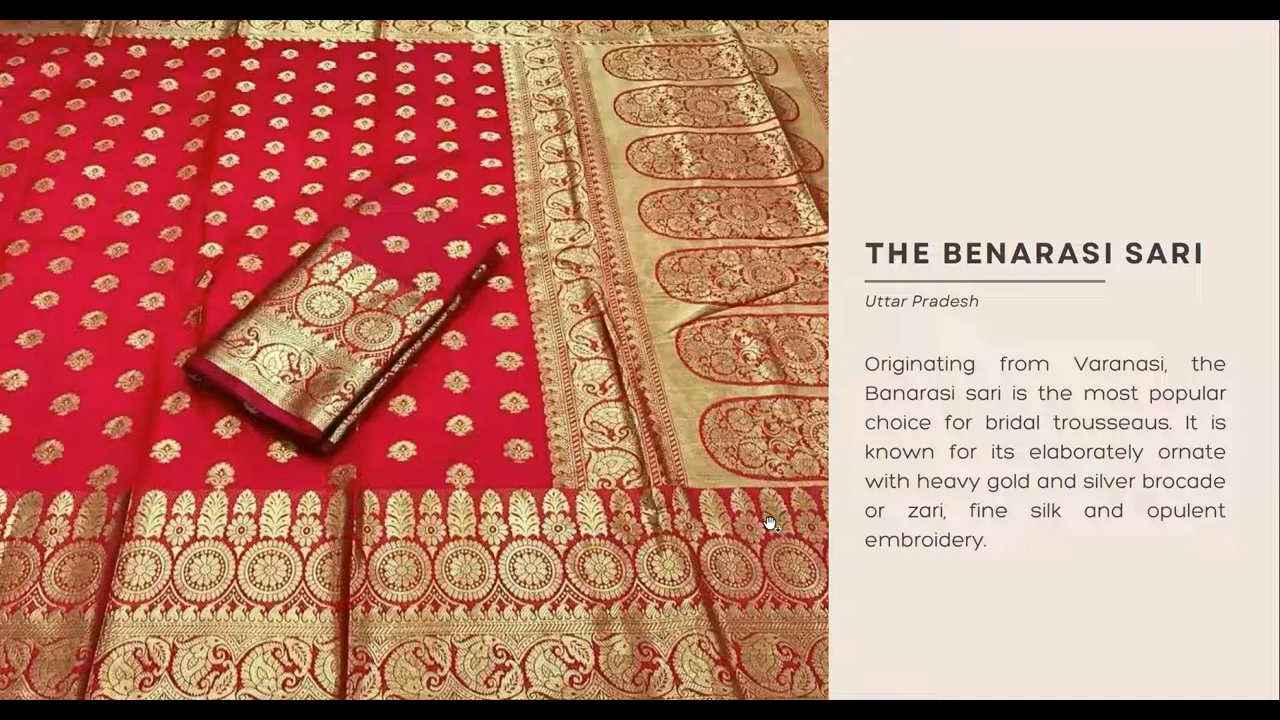 THE BENARASI SARI
Uttar Pradesh
Originating from Varanasi, the
Banarasi sari is the most popular
choice for bridal trousseaus. It is
known for its elaborately ornate
with heavy gold and silver brocade
or zari, fine silk and opulent
embroidery.